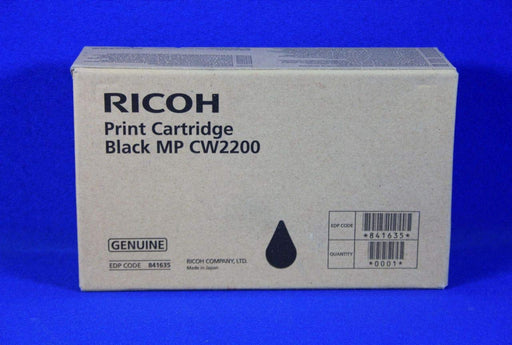 RICOH
Print Cartridge
Black MP CW2200
GENUINE
EDP CODE 841635
RICOH COMPANY, LTD.
Made in Japan
EDP CODE
*841635*
QUANTITY
*0001*